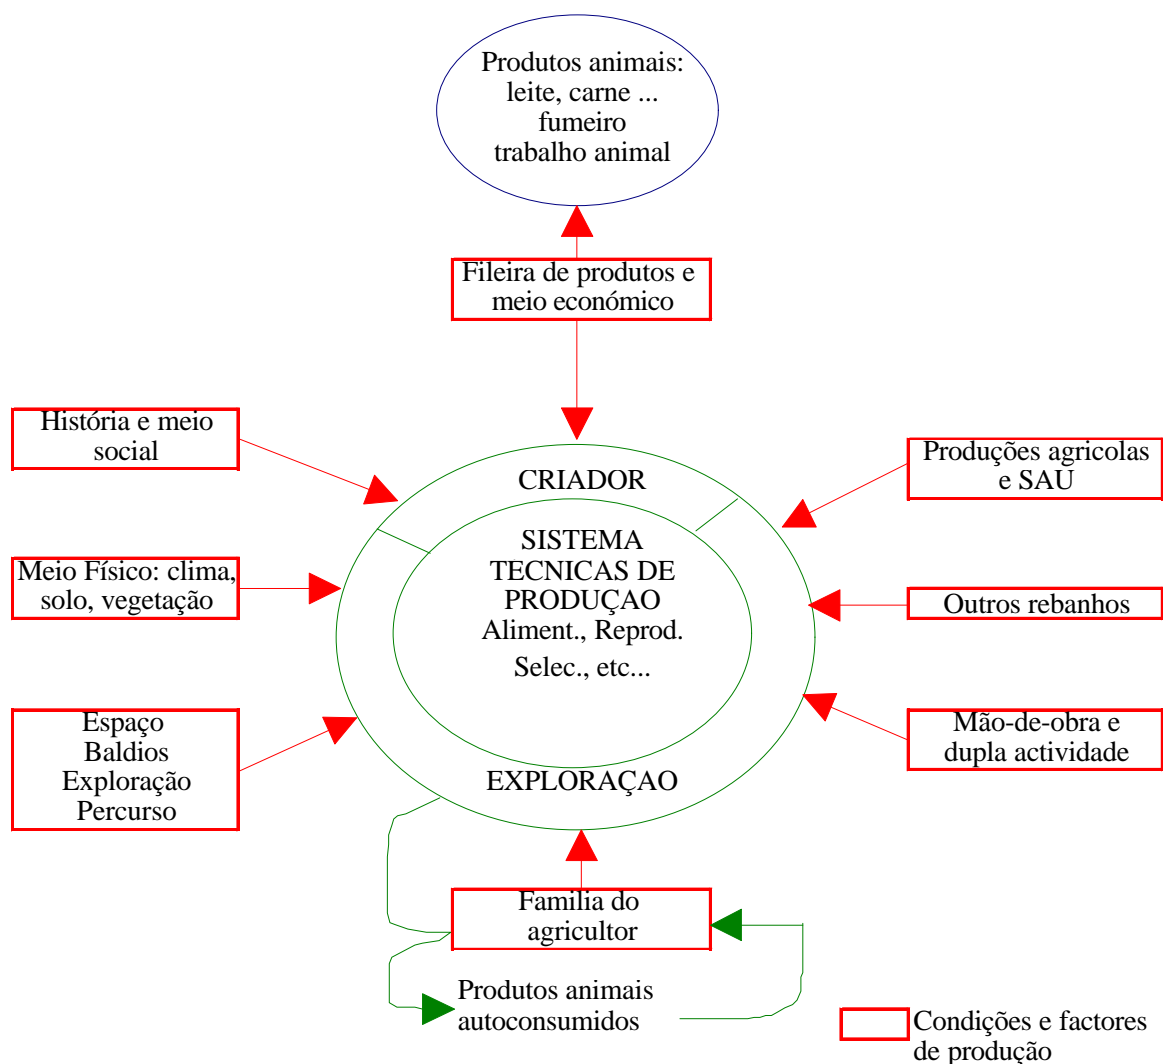 Produtos animais:
leite, carne ...
fumeiro
trabalho animal
Fileira de produtos e
meio económico
História e meio
social
Meio Físico: clima,
solo, vegetação
Espaço
Baldios
Exploração
Percurso
CRIADOR
SISTEMA
TECNICAS DE
PRODUÇAO
Aliment., Reprod.
Selec., etc...
EXPLORAÇAO
Produções agricolas
e SAU
Outros rebanhos
Mão-de-obra e
dupla actividade
Familia do
agricultor
Produtos animais
autoconsumidos
Condições e factores
de produção